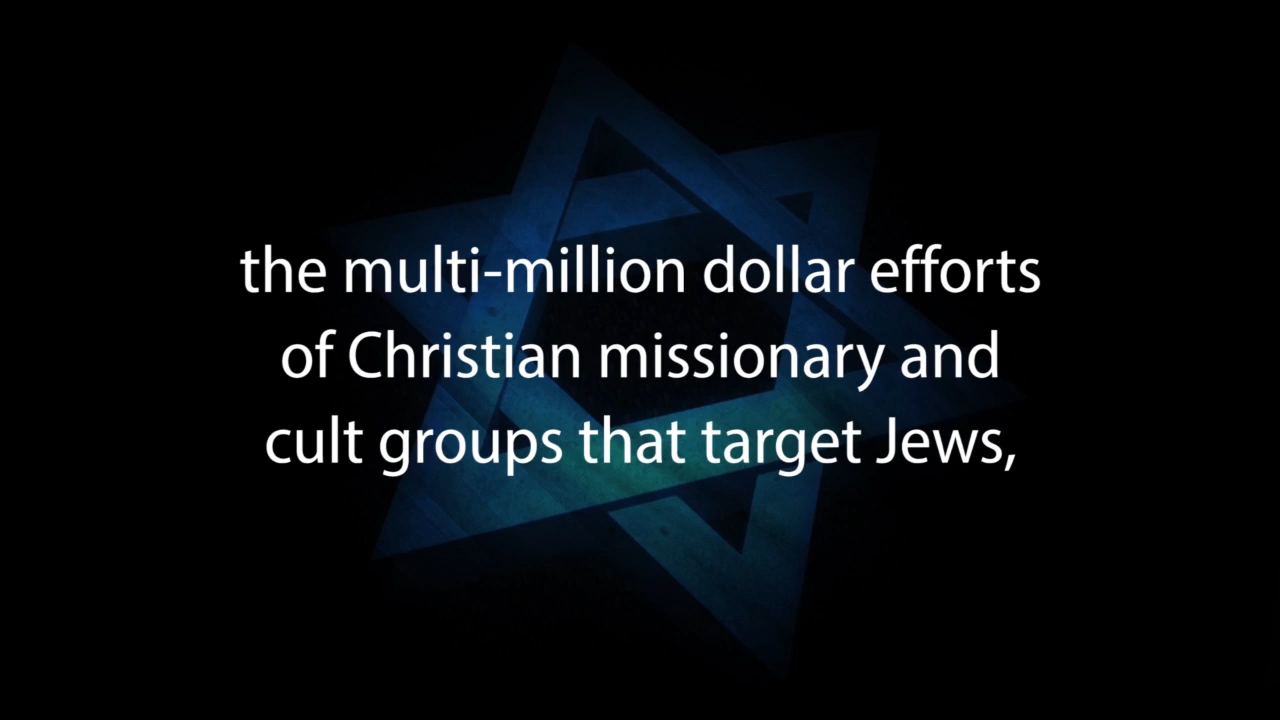 the multi-million dollar efforts
of Christian missionary and
cult groups that target Jews,